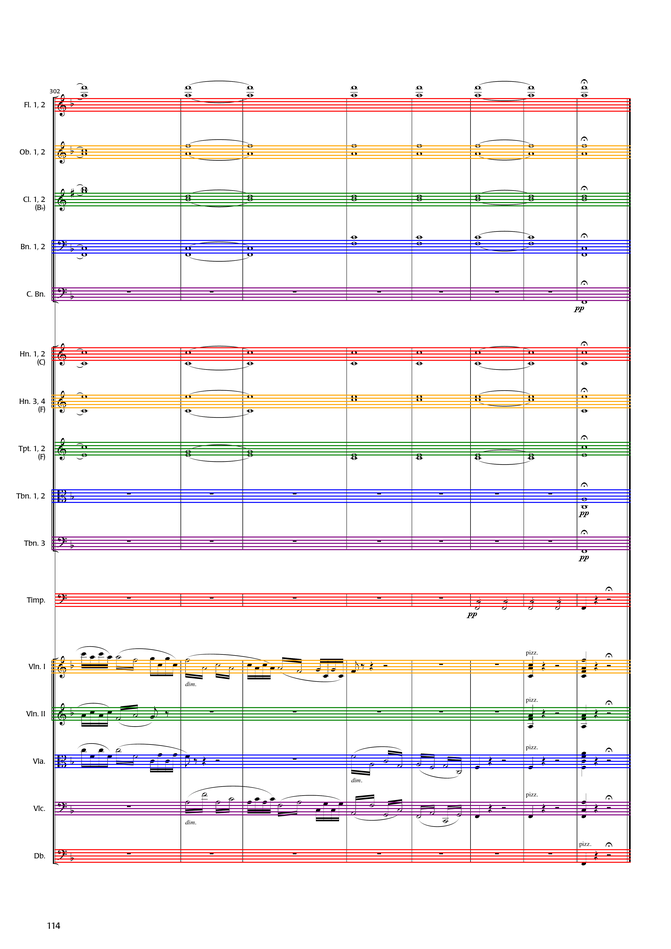 302
Fl. 1, 2
Ob. 1, 2
Cl. 1, 2
(B♭)
Bn. 1, 2
C. Bn.
pp
Hn. 1, 2
(C)
Hn. 3, 4
(F)
Tpt. 1, 2
(F)
Tbn. 1, 2
pp
Tbn. 3
pp
Timp.
pp
Vln. I
dim.
pizz.
Vln. II
pizz.
Vla.
dim.
pizz.
Vlc.
dim.
pizz.
Db.
pizz.
114